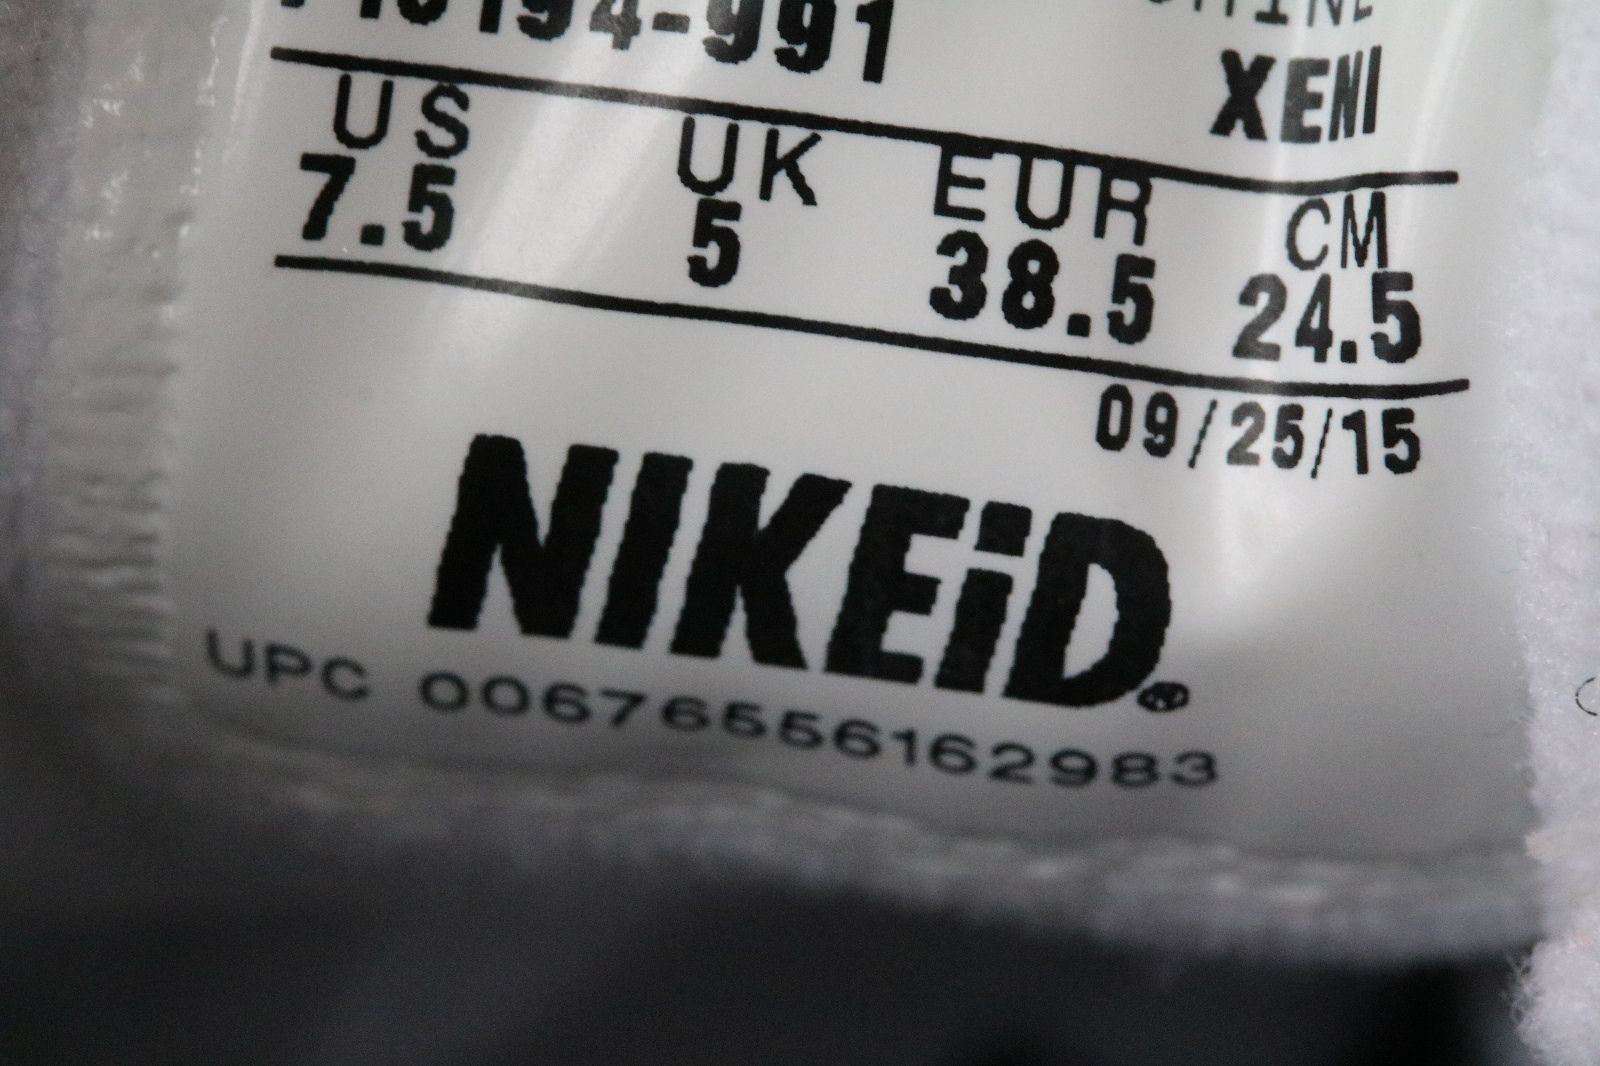 XENI
US UK EUR CM
7.5 5 38.5 24.5
09/25/15
NIKEiD®
UPC 00676556162983